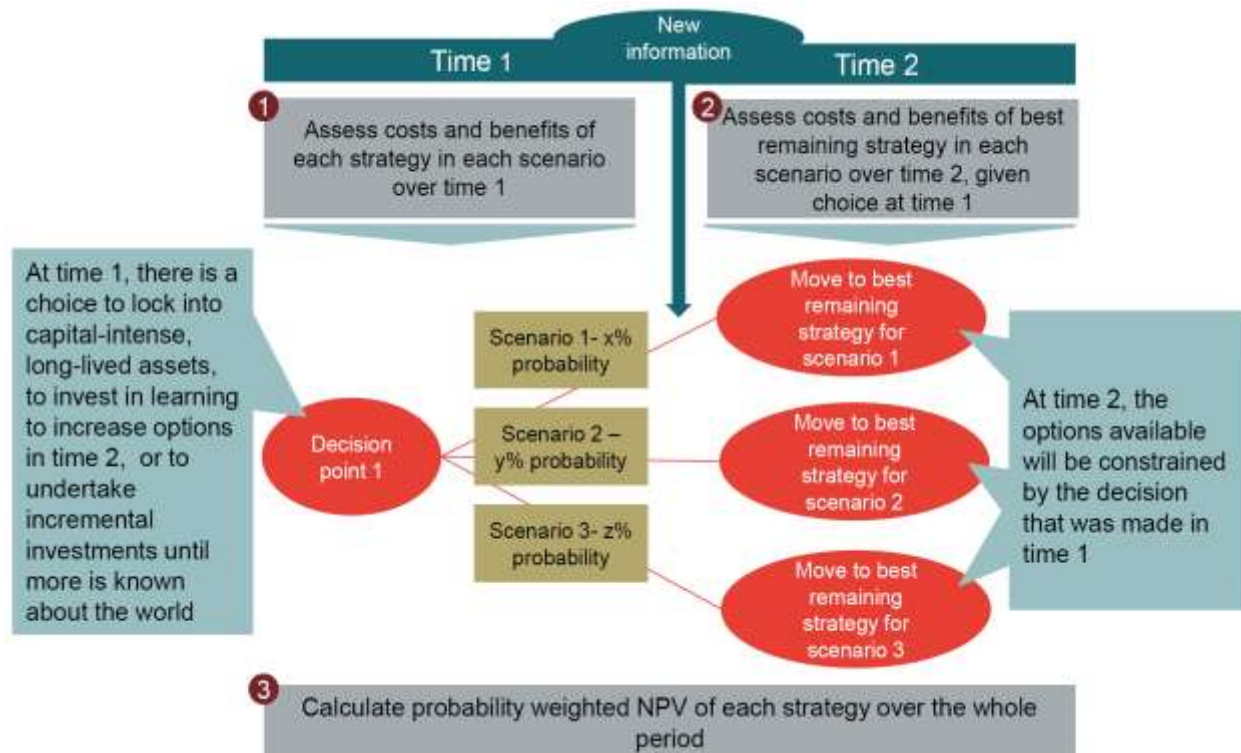 New
information
Time 1
Time 2
1
Assess costs and benefits of
each strategy in each scenario
over time 1
2
Assess costs and benefits of best
remaining strategy in each
scenario over time 2, given
choice at time 1
At time 1, there is a
choice to lock into
capital-intense,
long-lived assets,
to invest in learning
to increase options
in time 2, or to
undertake
incremental
investments until
more is known
about the world
Decision
point 1
Scenario 1- x%
probability
Scenario 2 –
y% probability
Scenario 3- z%
probability
Move to best
remaining
strategy for
scenario 1
Move to best
remaining
strategy for
scenario 2
Move to best
remaining
strategy for
scenario 3
At time 2, the
options available
will be constrained
by the decision
that was made in
time 1
3
Calculate probability weighted NPV of each strategy over the whole
period